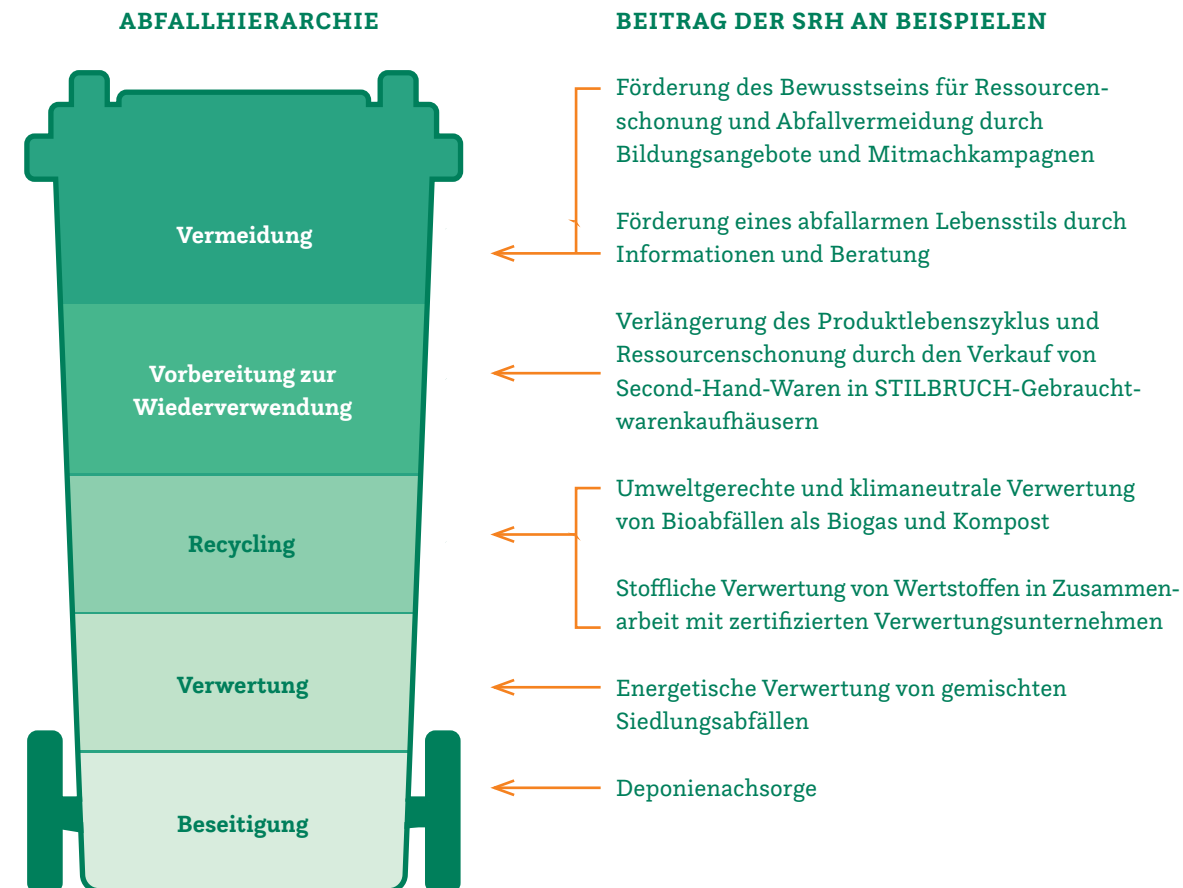 ABFALLHIERARCHIE
Vermeidung
Vorbereitung zur
Wiederverwendung
Recycling
Verwertung
Beseitigung
BEITRAG DER SRH AN BEISPIELEN
Förderung des Bewusstseins für Ressourcen-
schonung und Abfallvermeidung durch
Bildungsangebote und Mitmachkampagnen
Förderung eines abfallarmen Lebensstils durch
Informationen und Beratung
Verlängerung des Produktlebenszyklus und
Ressourcenschonung durch den Verkauf von
Second-Hand-Waren in STILBRUCH-Gebraucht-
warenkaufhäusern
Umweltgerechte und klimaneutrale Verwertung
von Bioabfällen als Biogas und Kompost
Stoffliche Verwertung von Wertstoffen in Zusammen-
arbeit mit zertifizierten Verwertungsunternehmen
Energetische Verwertung von gemischten
Siedlungsabfällen
Deponienachsorge